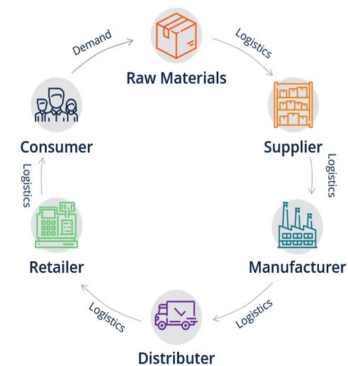 Demand
Logistics
Raw Materials
Consumer
Supplier
Logistics
Logistics
Retailer
Manufacturer
Logistics
Logistics
Distributer